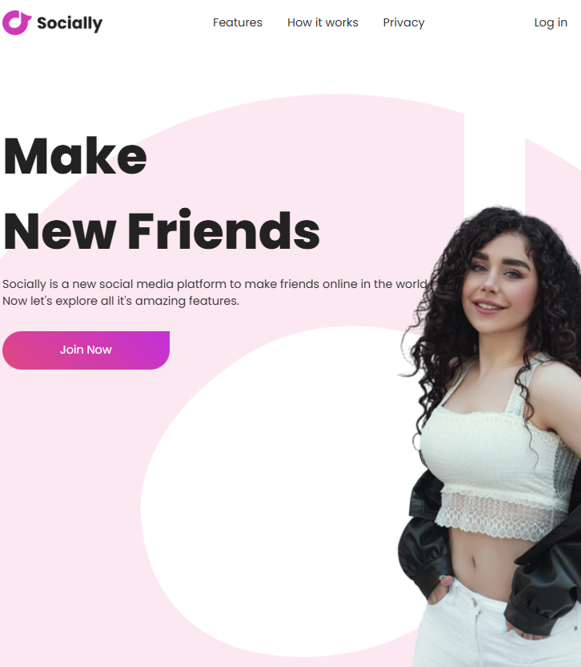 Socially
Features
How it works
Privacy
Log in
Make
New Friends
Socially is a new social media platform to make friends online in the world.
Now let's explore all it's amazing features.
Join Now